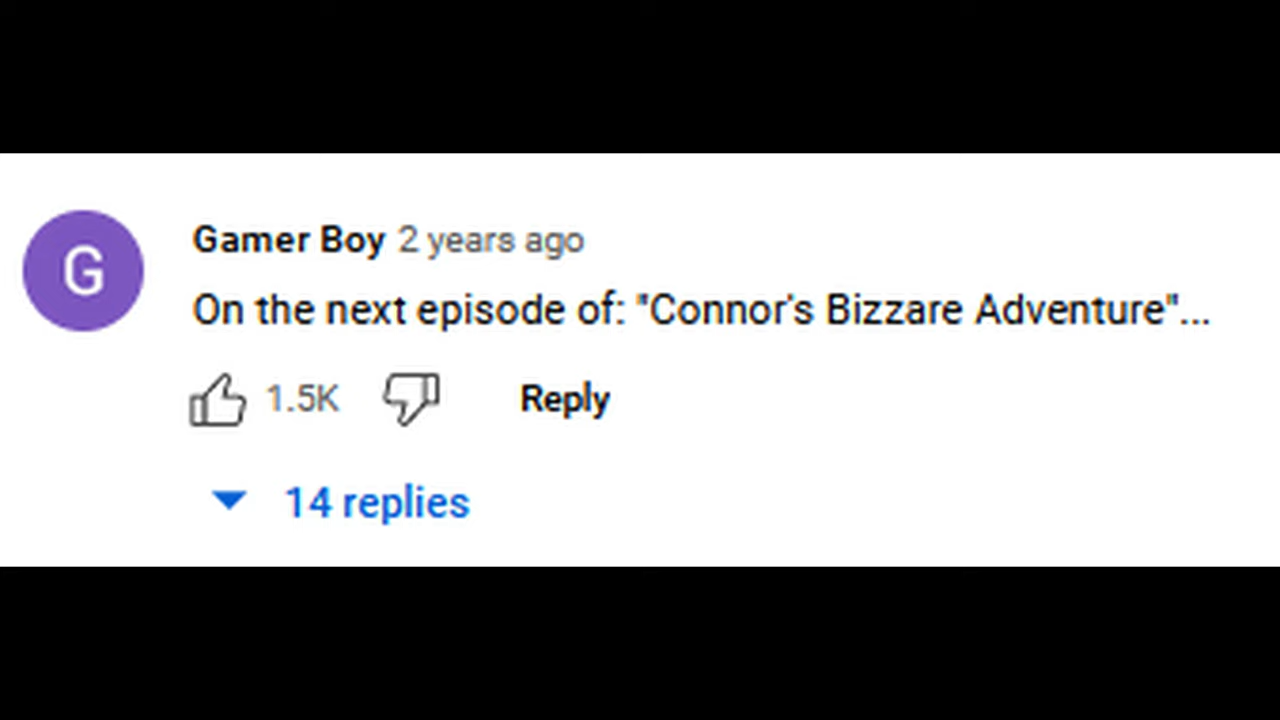 G
Gamer Boy 2 years ago
On the next episode of: "Connor's Bizzare Adventure"...
1.5K Reply
14 replies